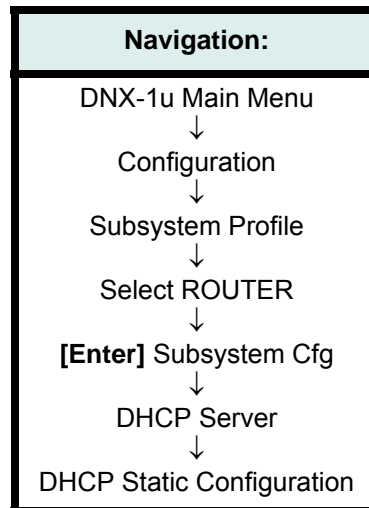 Navigation:
DNX-1u Main Menu
↓
Configuration
↓
Subsystem Profile
↓
Select ROUTER
↓
[Enter] Subsystem Cfg
↓
DHCP Server
↓
DHCP Static Configuration